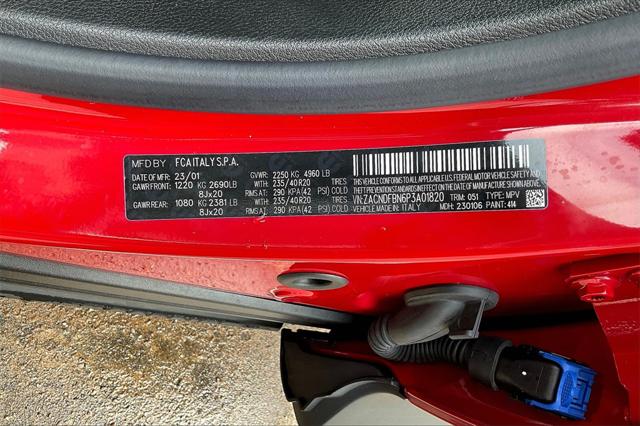 MFD BY FCA ITALY S.P.A.
DATE OF MFR: 23/01 GVWR: 2250 KG 4960 LB
GAWR FRONT: 1220 KG 2690LB WITH: 235/40R20 TIRES
8Jx20 RIMS AT: 290 KPA(42 PSI) COLD
GAWR REAR: 1080 KG 2381 LB WITH: 235/40R20 TIRES
8Jx20 RIMS AT: 290 KPA(42 PSI) COLD
THIS VEHICLE CONFORMS TO ALL APPLICABLE
FEDERAL MOTOR VEHICLE SAFETY, BUMPER AND THEFT
PREVENTION STANDARDS IN EFFECT ON THE DATE OF
MANUFACTURE SHOWN ABOVE
VIN: ZACNDFBN6P3A01820 TRIM: 051 TYPE: MPV
VEHICLE MADE IN: ITALY MDH: 230106 PAINT: 414